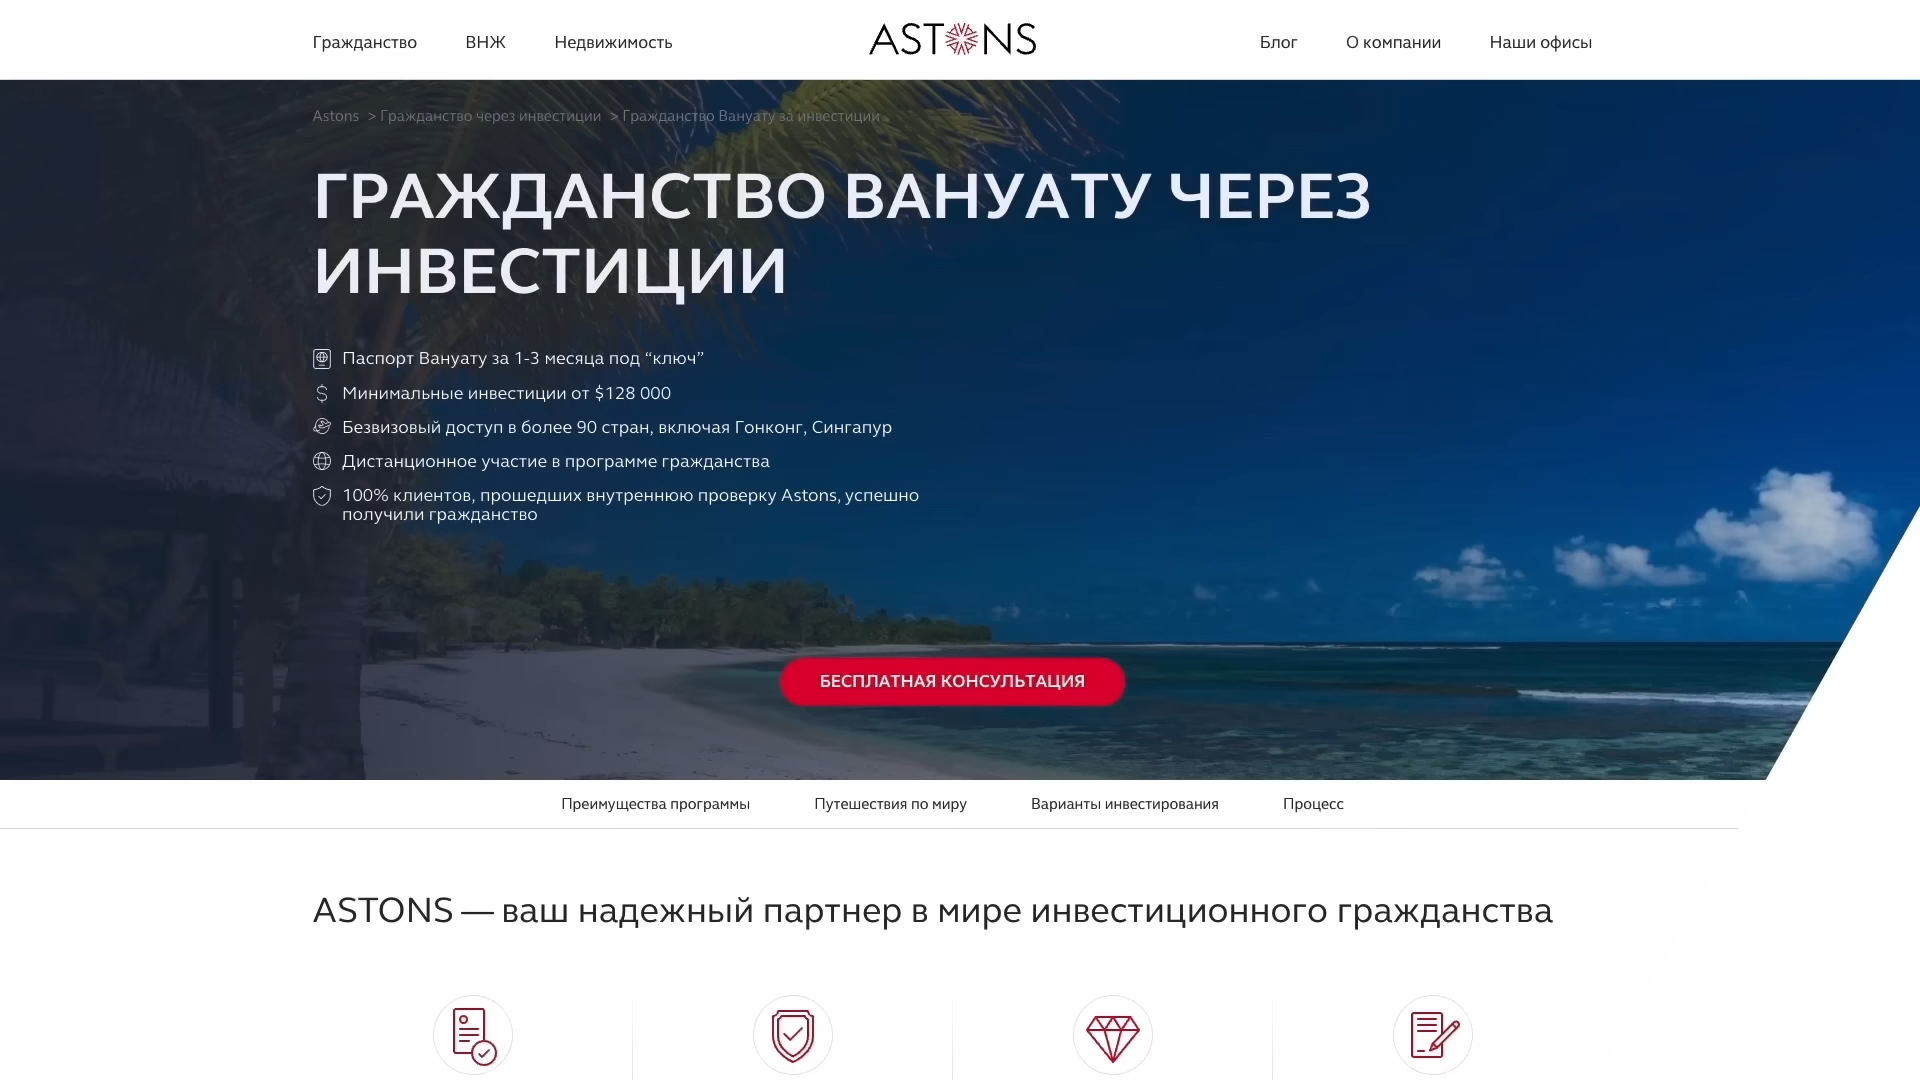 Гражданство
ВНЖ
Недвижимость
ASTONS
Блог
О компании
Наши офисы
Astons > Гражданство через инвестиции > Гражданство Вануату за инвестиции
ГРАЖДАНСТВО ВАНУАТУ ЧЕРЕЗ
ИНВЕСТИЦИИ
Паспорт Вануату за 1-3 месяца под “ключ”
Минимальные инвестиции от $128 000
Безвизовый доступ в более 90 стран, включая Гонконг, Сингапур
Дистанционное участие в программе гражданства
100% клиентов, прошедших внутреннюю проверку Astons, успешно
получили гражданство
БЕСПЛАТНАЯ КОНСУЛЬТАЦИЯ
Преимущества программы
Путешествия по миру
Варианты инвестирования
Процесс
ASTONS — ваш надежный партнер в мире инвестиционного гражданства